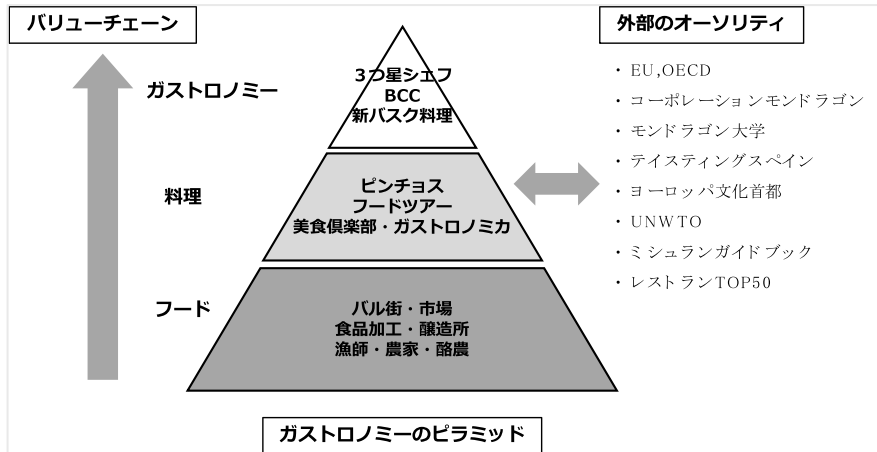 バリューチェーン
外部のオーソリティ
ガストロノミー
3つ星シェフ
BCC
新バスク料理
料理
ピンチョス
フードツアー
美食倶楽部・ガストロノミカ
フード
バル街・市場
食品加工・醸造所
漁師・農家・酪農
・ EU,OECD
・ コーポレーションモンドラゴン
・ モンドラゴン大学
・ テイスティングスペイン
・ ヨーロッパ文化首都
・ UNWTO
・ ミシュランガイドブック
・ レストランTOP50
ガストロノミーのピラミッド